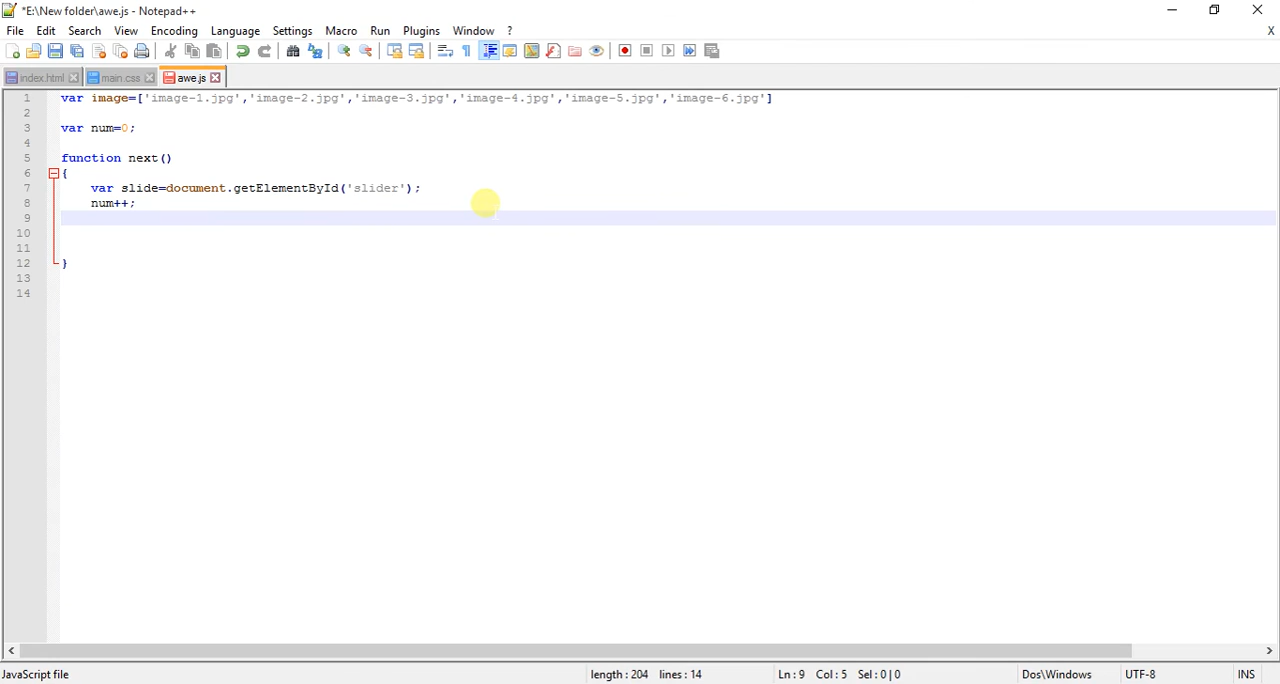 *E:\New folder\awe.js - Notepad++
File Edit Search View Encoding Language Settings Macro Run Plugins Window ? X
index.html main.css awe.js
1 var image=['image-1.jpg','image-2.jpg','image-3.jpg','image-4.jpg','image-5.jpg','image-6.jpg']
2
3 var num=0;
4
5 function next()
6 {
7 var slide=document.getElementById('slider');
8 num++;
9
10
11
12 }
13
14
JavaScript file length : 204 lines : 14 Ln : 9 Col : 5 Sel : 0 | 0 Dos\Windows UTF-8 INS